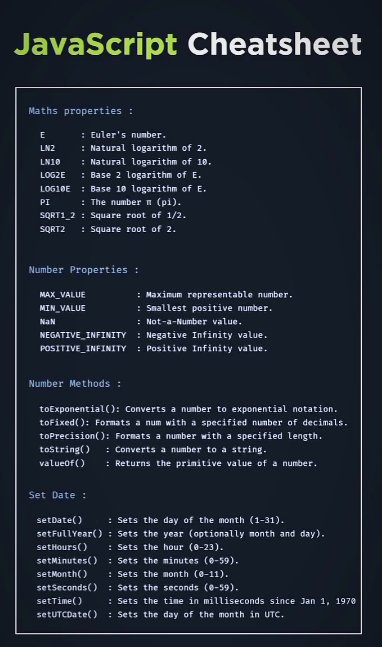 JavaScript Cheatsheet
Maths properties :
E : Euler's number.
LN2 : Natural logarithm of 2.
LN10 : Natural logarithm of 10.
LOG2E : Base 2 logarithm of E.
LOG10E : Base 10 logarithm of E.
PI : The number π (pi).
SQRT1_2 : Square root of 1/2.
SQRT2 : Square root of 2.
Number Properties :
MAX_VALUE : Maximum representable number.
MIN_VALUE : Smallest positive number.
NaN : Not-a-Number value.
NEGATIVE_INFINITY : Negative Infinity value.
POSITIVE_INFINITY : Positive Infinity value.
Number Methods :
toExponential(): Converts a number to exponential notation.
toFixed(): Formats a num with a specified number of decimals.
toPrecision(): Formats a number with a specified length.
toString() : Converts a number to a string.
valueOf() : Returns the primitive value of a number.
Set Date :
setDate() : Sets the day of the month (1-31).
setFullYear() : Sets the year (optionally month and day).
setHours() : Sets the hour (0-23).
setMinutes() : Sets the minutes (0-59).
setMonth() : Sets the month (0-11).
setSeconds() : Sets the seconds (0-59).
setTime() : Sets the time in milliseconds since Jan 1, 1970
setUTCDate() : Sets the day of the month in UTC.